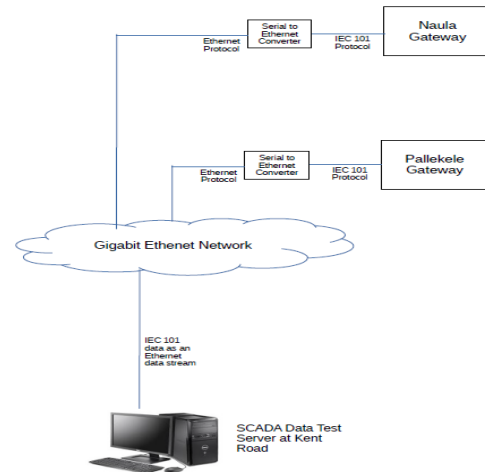 Naula
Gateway
Serial to
Ethernet
Converter
Ethernet
Protocol
IEC 101
Protocol
Pallekele
Gateway
Serial to
Ethernet
Converter
Ethernet
Protocol
IEC 101
Protocol
Gigabit Ethenet Network
IEC 101
data as an
Ethernet
data stream
SCADA Data Test
Server at Kent
Road